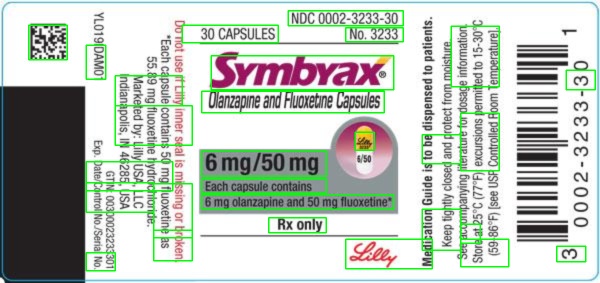 YL019IDAM01
Do not use if Lilly inner seal is missing or broken.
*Each capsule contains 50 mg fluoxetine as
55.89 mg fluoxetine hydrochloride.
Marketed by: Lilly USA, LLC
Indianapolis, IN 46285, USA
GTIN: 00300023233301
Exp. Date/Control No./Serial No.
NDC 0002-3233-30
30 CAPSULES No. 3233
Symbyax®
Olanzapine and Fluoxetine Capsules
Lilly
6/50
6 mg/50 mg
Each capsule contains
6 mg olanzapine and 50 mg fluoxetine*
Rx only
Lilly
Medication Guide is to be dispensed to patients.
Keep tightly closed and protect from moisture.
See accompanying literature for dosage information.
Store at 25°C (77°F) excursions permitted to 15-30°C
(59-86°F) [see USP Controlled Room Temperature].
3 0002-3233-30 1